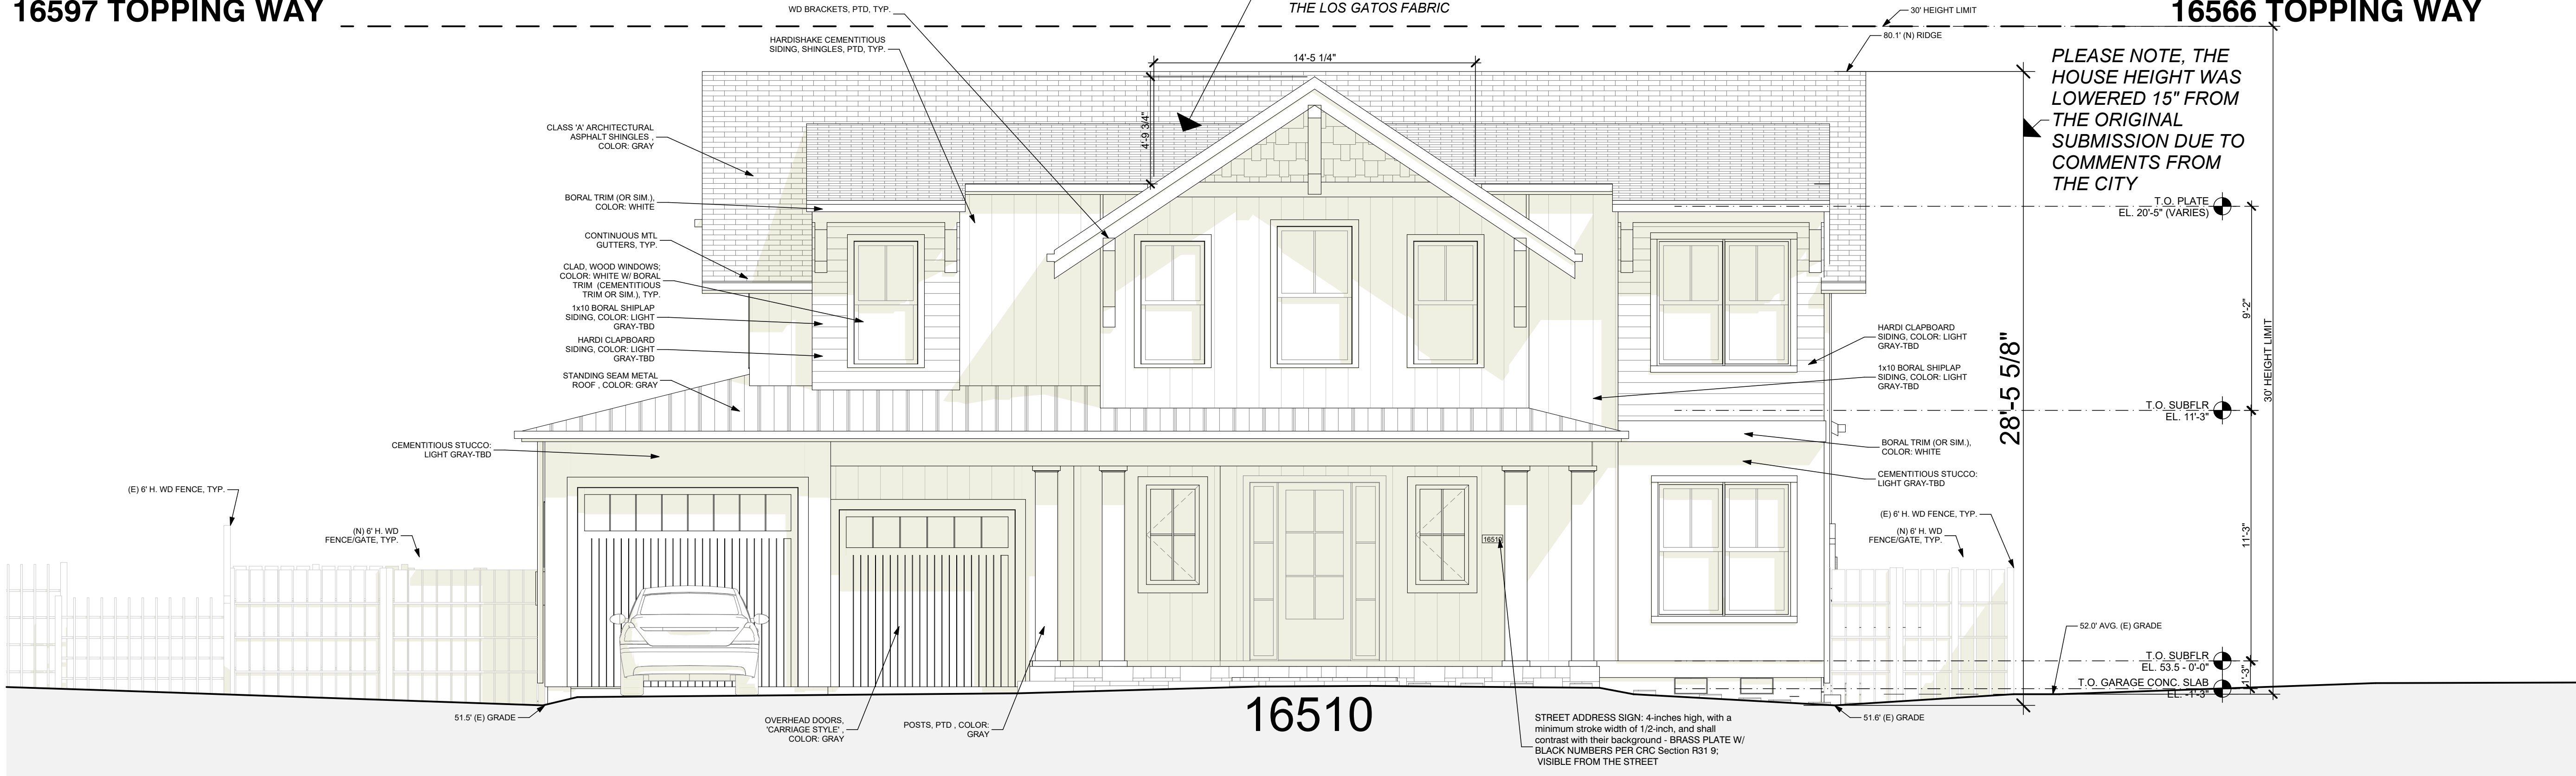 16597 TOPPING WAY
WD BRACKETS, PTD, TYP.
THE LOS GATOS FABRIC
30' HEIGHT LIMIT
16566 TOPPING WAY
HARDISHAKE CEMENTITIOUS
SIDING, SHINGLES, PTD, TYP.
80.1' (N) RIDGE
14'-5 1/4"
4'-9 3/4"
PLEASE NOTE, THE
HOUSE HEIGHT WAS
LOWERED 15" FROM
THE ORIGINAL
SUBMISSION DUE TO
COMMENTS FROM
THE CITY
CLASS 'A' ARCHITECTURAL
ASPHALT SHINGLES ,
COLOR: GRAY
BORAL TRIM (OR SIM.),
COLOR: WHITE
CONTINUOUS MTL
GUTTERS, TYP.
CLAD, WOOD WINDOWS;
COLOR: WHITE W/ BORAL
TRIM (CEMENTITIOUS
TRIM OR SIM.), TYP.
1x10 BORAL SHIPLAP
SIDING, COLOR: LIGHT
GRAY-TBD
HARDI CLAPBOARD
SIDING, COLOR: LIGHT
GRAY-TBD
STANDING SEAM METAL
ROOF , COLOR: GRAY
CEMENTITIOUS STUCCO:
LIGHT GRAY-TBD
(E) 6' H. WD FENCE, TYP.
(N) 6' H. WD
FENCE/GATE, TYP.
T.O. PLATE
EL. 20'-5" (VARIES)
9'-2"
30' HEIGHT LIMIT
28'-5 5/8"
HARDI CLAPBOARD
SIDING, COLOR: LIGHT
GRAY-TBD
1x10 BORAL SHIPLAP
SIDING, COLOR: LIGHT
GRAY-TBD
T.O. SUBFLR
EL. 11'-3"
BORAL TRIM (OR SIM.),
COLOR: WHITE
CEMENTITIOUS STUCCO:
LIGHT GRAY-TBD
(E) 6' H. WD FENCE, TYP.
(N) 6' H. WD
FENCE/GATE, TYP.
11'-3"
16510
52.0' AVG. (E) GRADE
T.O. SUBFLR
EL. 53.5 - 0'-0"
1'-3"
T.O. GARAGE CONC. SLAB
EL. -1'-3"
51.5' (E) GRADE
OVERHEAD DOORS,
'CARRIAGE STYLE' ,
COLOR: GRAY
POSTS, PTD , COLOR:
GRAY
16510
STREET ADDRESS SIGN: 4-inches high, with a
minimum stroke width of 1/2-inch, and shall
contrast with their background - BRASS PLATE W/
BLACK NUMBERS PER CRC Section R31 9;
VISIBLE FROM THE STREET
51.6' (E) GRADE